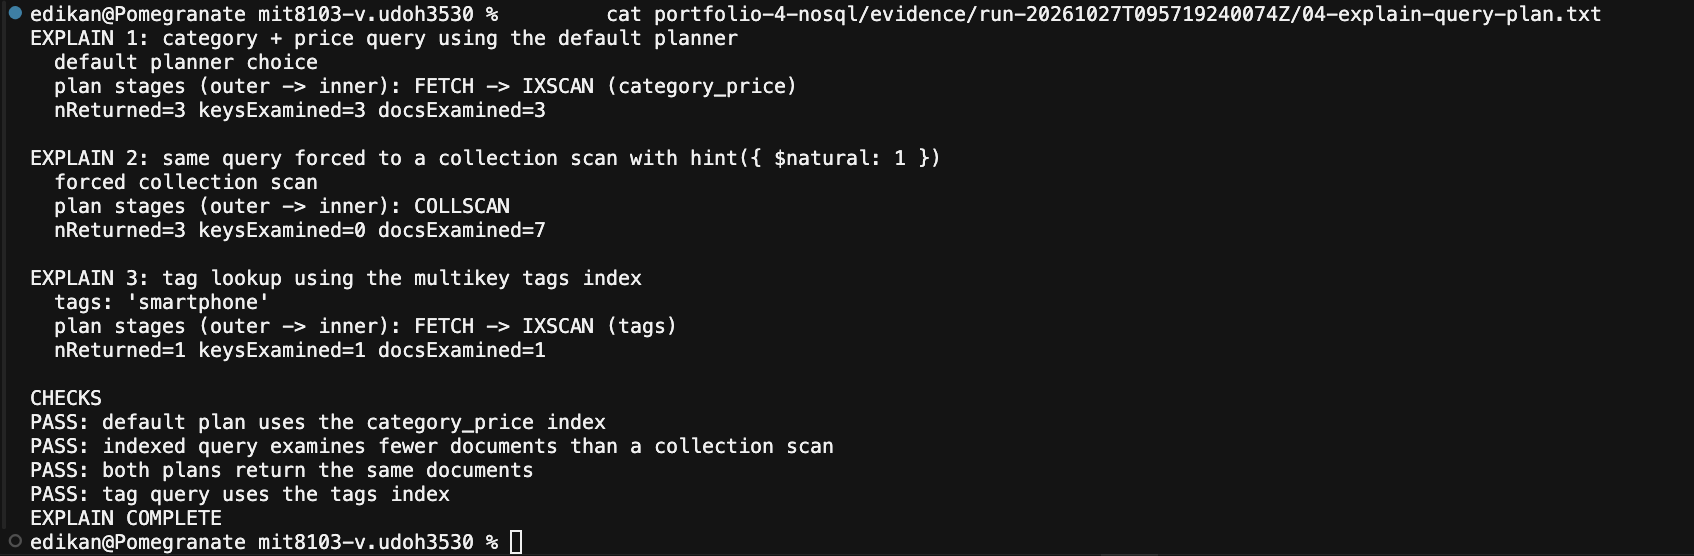 edikan@Pomegranate mit8103-v.udoh3530 %         cat portfolio-4-nosql/evidence/run-20261027T095719240074Z/04-explain-query-plan.txt
EXPLAIN 1: category + price query using the default planner
  default planner choice
  plan stages (outer -> inner): FETCH -> IXSCAN (category_price)
  nReturned=3 keysExamined=3 docsExamined=3

EXPLAIN 2: same query forced to a collection scan with hint({ $natural: 1 })
  forced collection scan
  plan stages (outer -> inner): COLLSCAN
  nReturned=3 keysExamined=0 docsExamined=7

EXPLAIN 3: tag lookup using the multikey tags index
  tags: 'smartphone'
  plan stages (outer -> inner): FETCH -> IXSCAN (tags)
  nReturned=1 keysExamined=1 docsExamined=1

CHECKS
PASS: default plan uses the category_price index
PASS: indexed query examines fewer documents than a collection scan
PASS: both plans return the same documents
PASS: tag query uses the tags index
EXPLAIN COMPLETE
edikan@Pomegranate mit8103-v.udoh3530 %